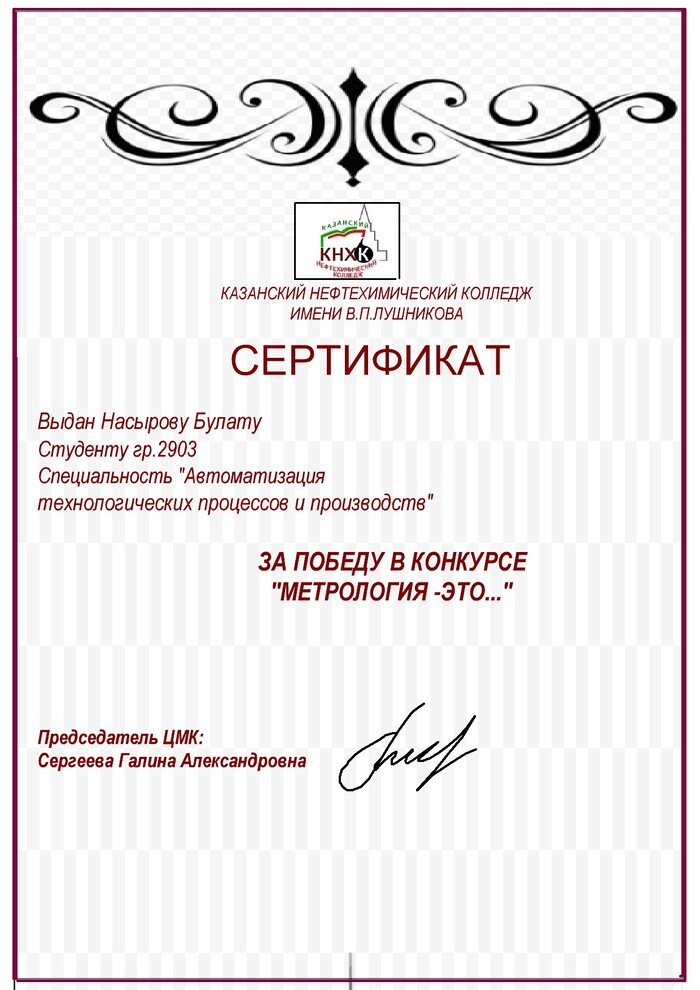 КАЗАНСКИЙ
КНХК
НЕФТЕХИМИЧЕСКИЙ
КОЛЛЕДЖ
КАЗАНСКИЙ НЕФТЕХИМИЧЕСКИЙ КОЛЛЕДЖ
ИМЕНИ В.П.ЛУШНИКОВА
СЕРТИФИКАТ
Выдан Насырову Булату
Студенту гр.2903
Специальность "Автоматизация
технологических процессов и производств"
ЗА ПОБЕДУ В КОНКУРСЕ
"МЕТРОЛОГИЯ -ЭТО..."
Председатель ЦМК:
Сергеева Галина Александровна